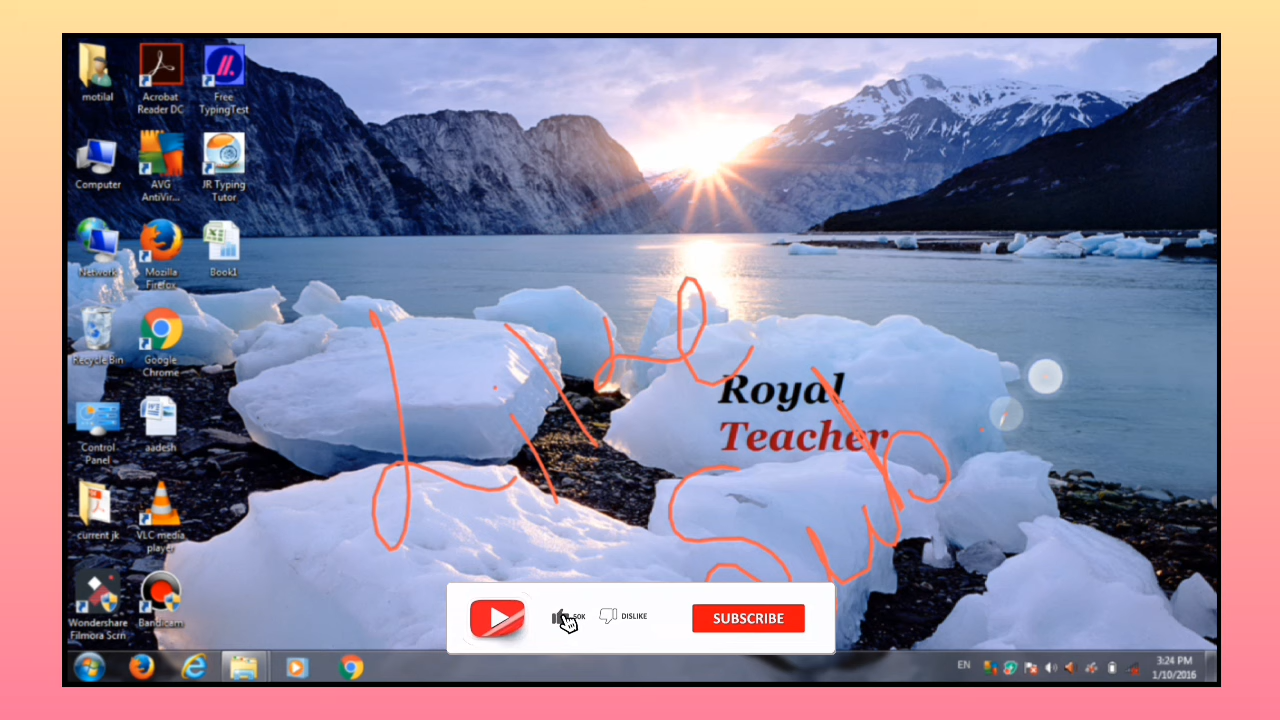 motilal
Acrobat
Reader DC
Free
TypingTest
Computer
AVG
AntiVir...
JR Typing
Tutor
Network
Mozilla
Firefox
Book1
Recycle Bin
Google
Chrome
Royal
Teacher
Control
Panel
aadesh
Sub
current jk
VLC media
player
Wondershare
Filmora Scrn
Bandicam
50K
DISLIKE
SUBSCRIBE
EN
3:24 PM
1/10/2016